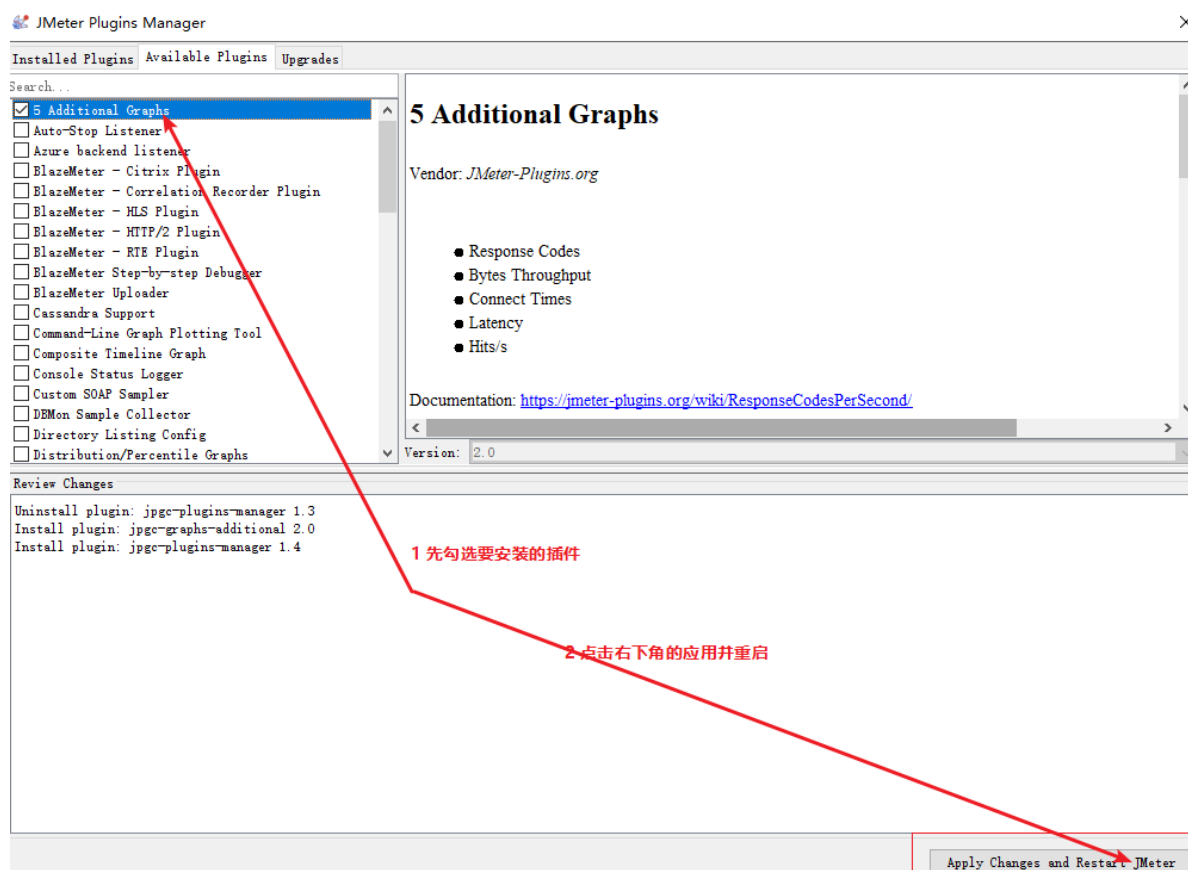 JMeter Plugins Manager
Installed Plugins Available Plugins Upgrades
Search...
5 Additional Graphs
Auto-Stop Listener
Azure backend listener
BlazeMeter - Citrix Plugin
BlazeMeter - Correlation Recorder Plugin
BlazeMeter - HLS Plugin
BlazeMeter - HTTP/2 Plugin
BlazeMeter - RTE Plugin
BlazeMeter Step-by-step Debugger
BlazeMeter Uploader
Cassandra Support
Command-Line Graph Plotting Tool
Composite Timeline Graph
Console Status Logger
Custom SOAP Sampler
DBMon Sample Collector
Directory Listing Config
Distribution/Percentile Graphs
5 Additional Graphs
Vendor: JMeter-Plugins.org
Response Codes
Bytes Throughput
Connect Times
Latency
Hits/s
Documentation: https://jmeter-plugins.org/wiki/ResponseCodesPerSecond/
Version: 2.0
Review Changes
Uninstall plugin: jpgc-plugins-manager 1.3
Install plugin: jpgc-graphs-additional 2.0
Install plugin: jpgc-plugins-manager 1.4
1 先勾选要安装的插件
2 点击右下角的应用并重启
Apply Changes and Restart JMeter